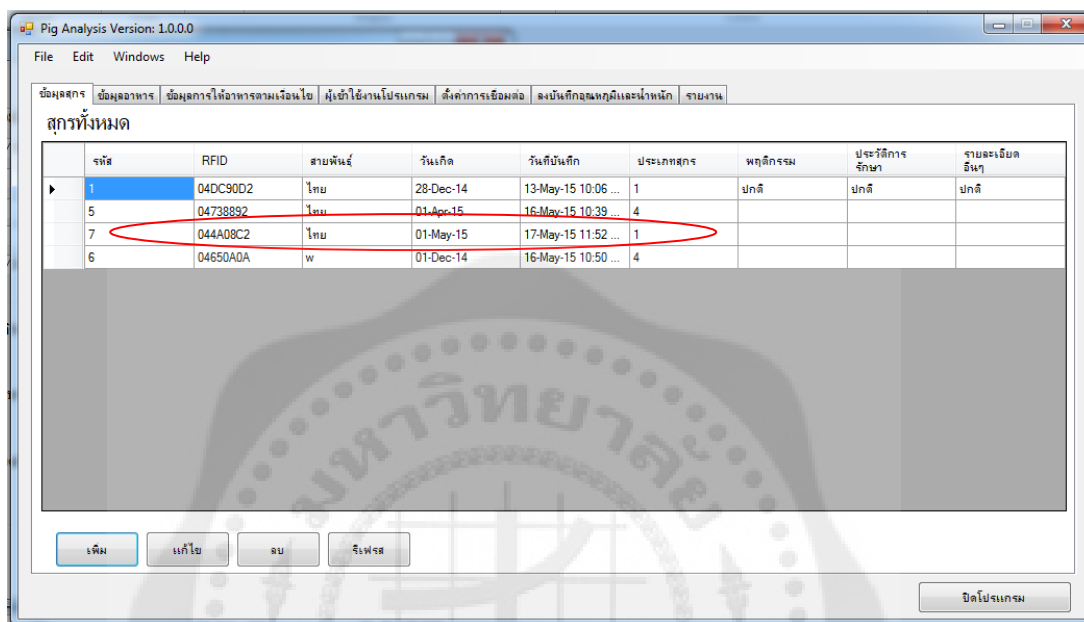 Pig Analysis Version: 1.0.0.0
File Edit Windows Help
ข้อมูลสุกร ข้อมูลอาหาร ข้อมูลการให้อาหารตามเงื่อนไข ผู้เข้าใช้งานโปรแกรม ตั้งค่าการเชื่อมต่อ ลงบันทึกอุณหภูมิและน้ำหนัก รายงาน
สุกรทั้งหมด
รหัส RFID สายพันธุ์ วันเกิด วันที่บันทึก ประเภทสุกร พฤติกรรม ประวัติการรักษา รายละเอียดอื่นๆ
1 04DC90D2 ไทย 28-Dec-14 13-May-15 10:06 ... 1 ปกติ ปกติ ปกติ
5 04738892 ไทย 01-Apr-15 16-May-15 10:39 ... 4
7 044A08C2 ไทย 01-May-15 17-May-15 11:52 ... 1
6 04650A0A w 01-Dec-14 16-May-15 10:50 ... 4
มหาวิทยาลัย
เพิ่ม แก้ไข ลบ รีเฟรส
ปิดโปรแกรม